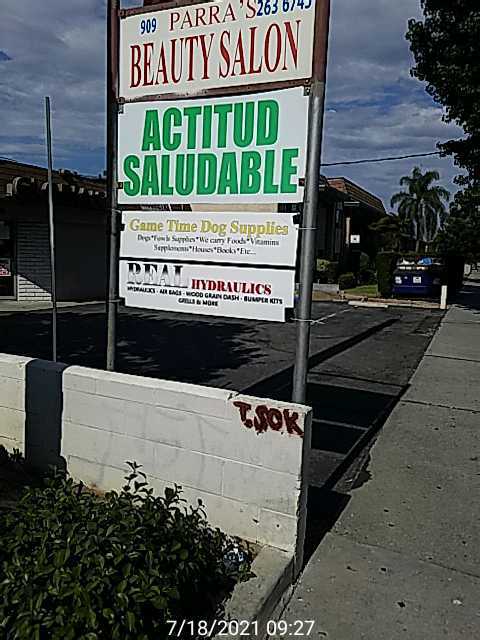 909 PARRA'S 263 6745
BEAUTY SALON
ACTITUD
SALUDABLE
Game Time Dog Supplies
Dogs*Fowls Supplies*We carry Foods*Vitamins
Supplements*Houses*Books*Etc...
REAL HYDRAULICS
HYDRAULICS - AIR BAGS - WOOD GRAIN DASH - BUMPER KITS
GRILLS & MORE
T.SOK
7/18/2021 09:27